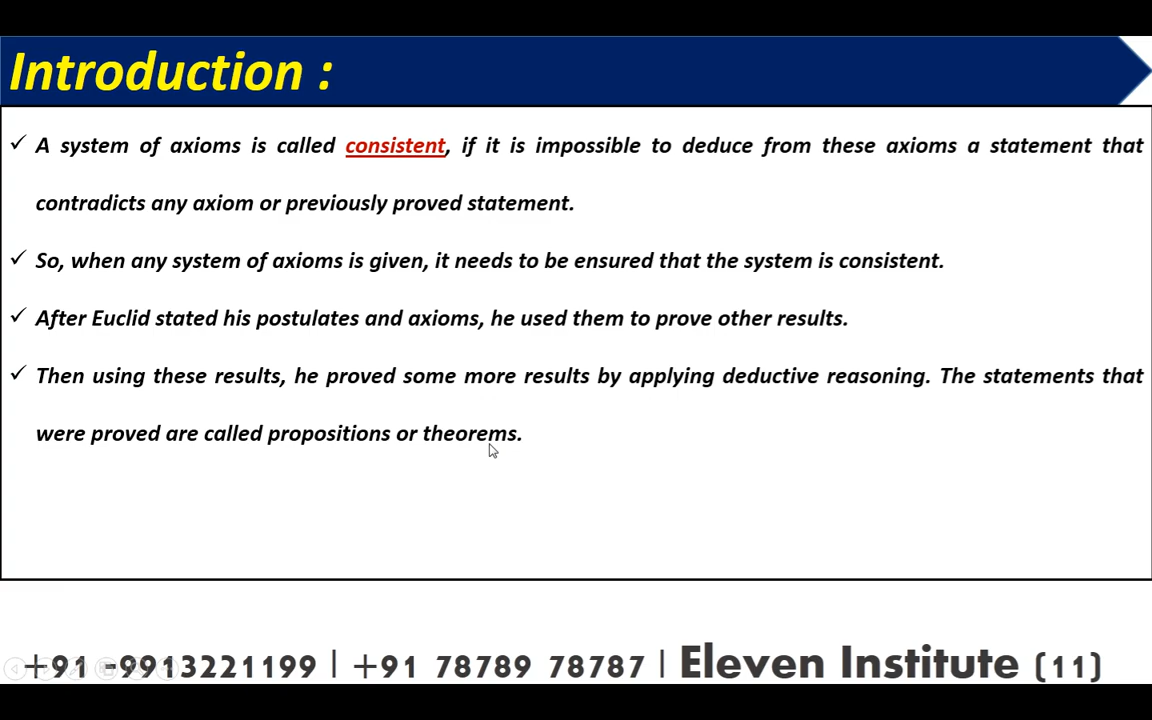 Introduction :
✓ A system of axioms is called consistent, if it is impossible to deduce from these axioms a statement that
contradicts any axiom or previously proved statement.
✓ So, when any system of axioms is given, it needs to be ensured that the system is consistent.
✓ After Euclid stated his postulates and axioms, he used them to prove other results.
✓ Then using these results, he proved some more results by applying deductive reasoning. The statements that
were proved are called propositions or theorems.
+91 -9913221199 | +91 78789 78787 | Eleven Institute (11)